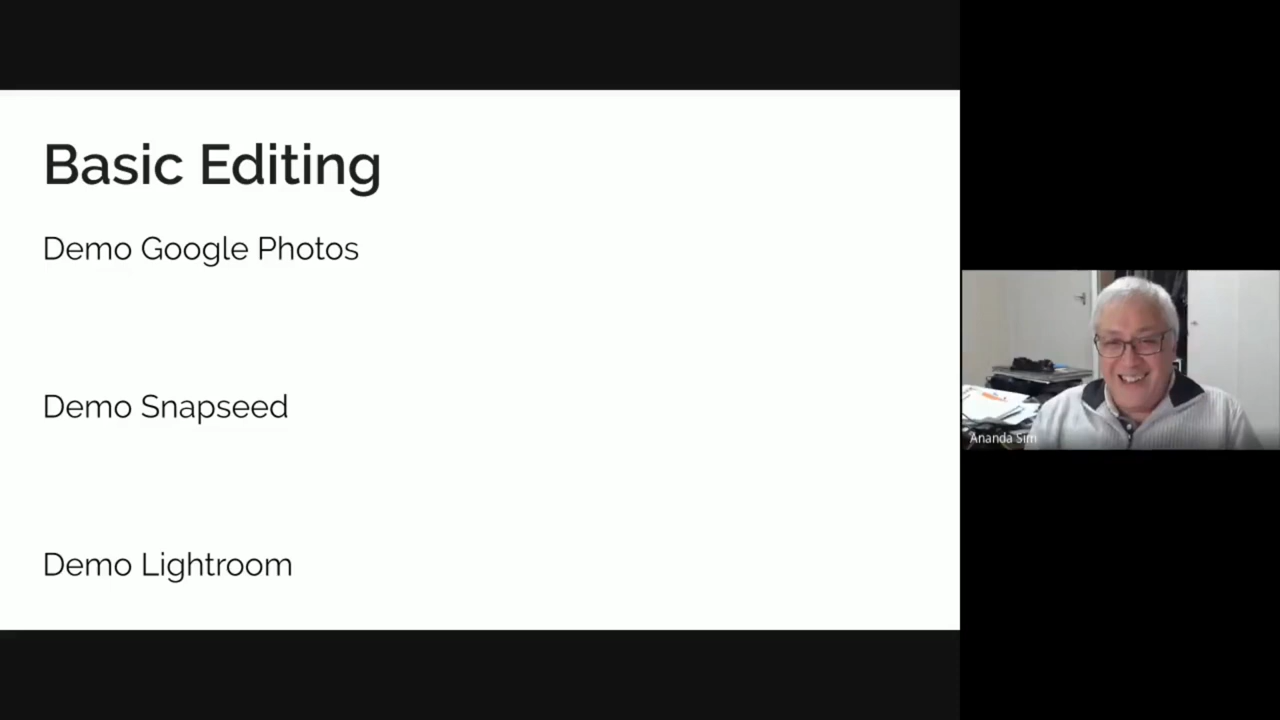 Basic Editing
Demo Google Photos
Demo Snapseed
Demo Lightroom
Ananda Sim